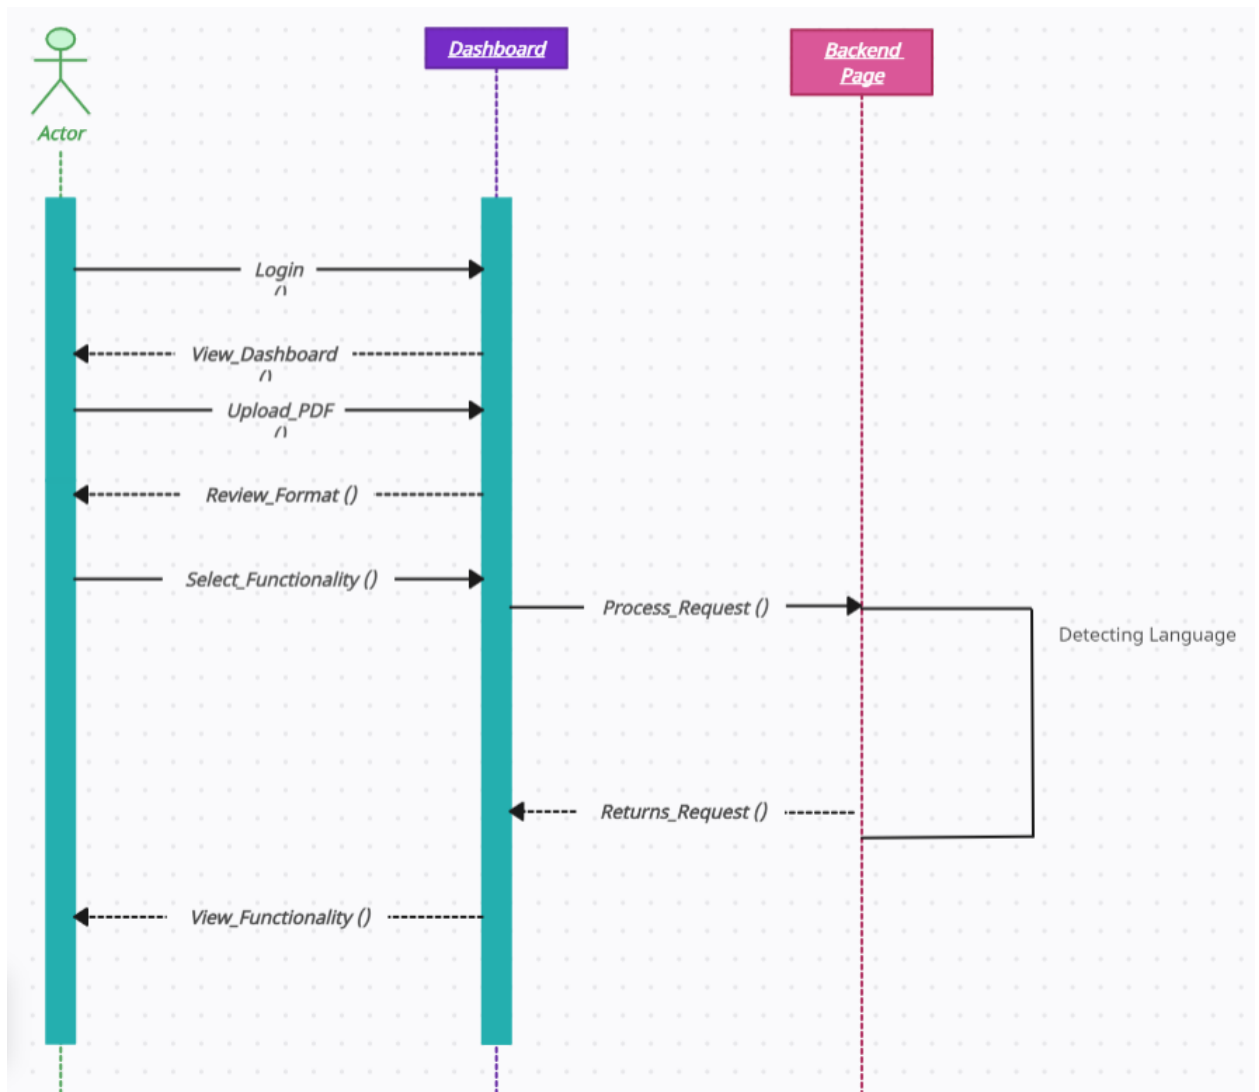 Dashboard
Backend
Page
Actor
Login
()
View_Dashboard
()
Upload_PDF
()
Review_Format ()
Select_Functionality ()
Process_Request ()
Detecting Language
Returns_Request ()
View_Functionality ()